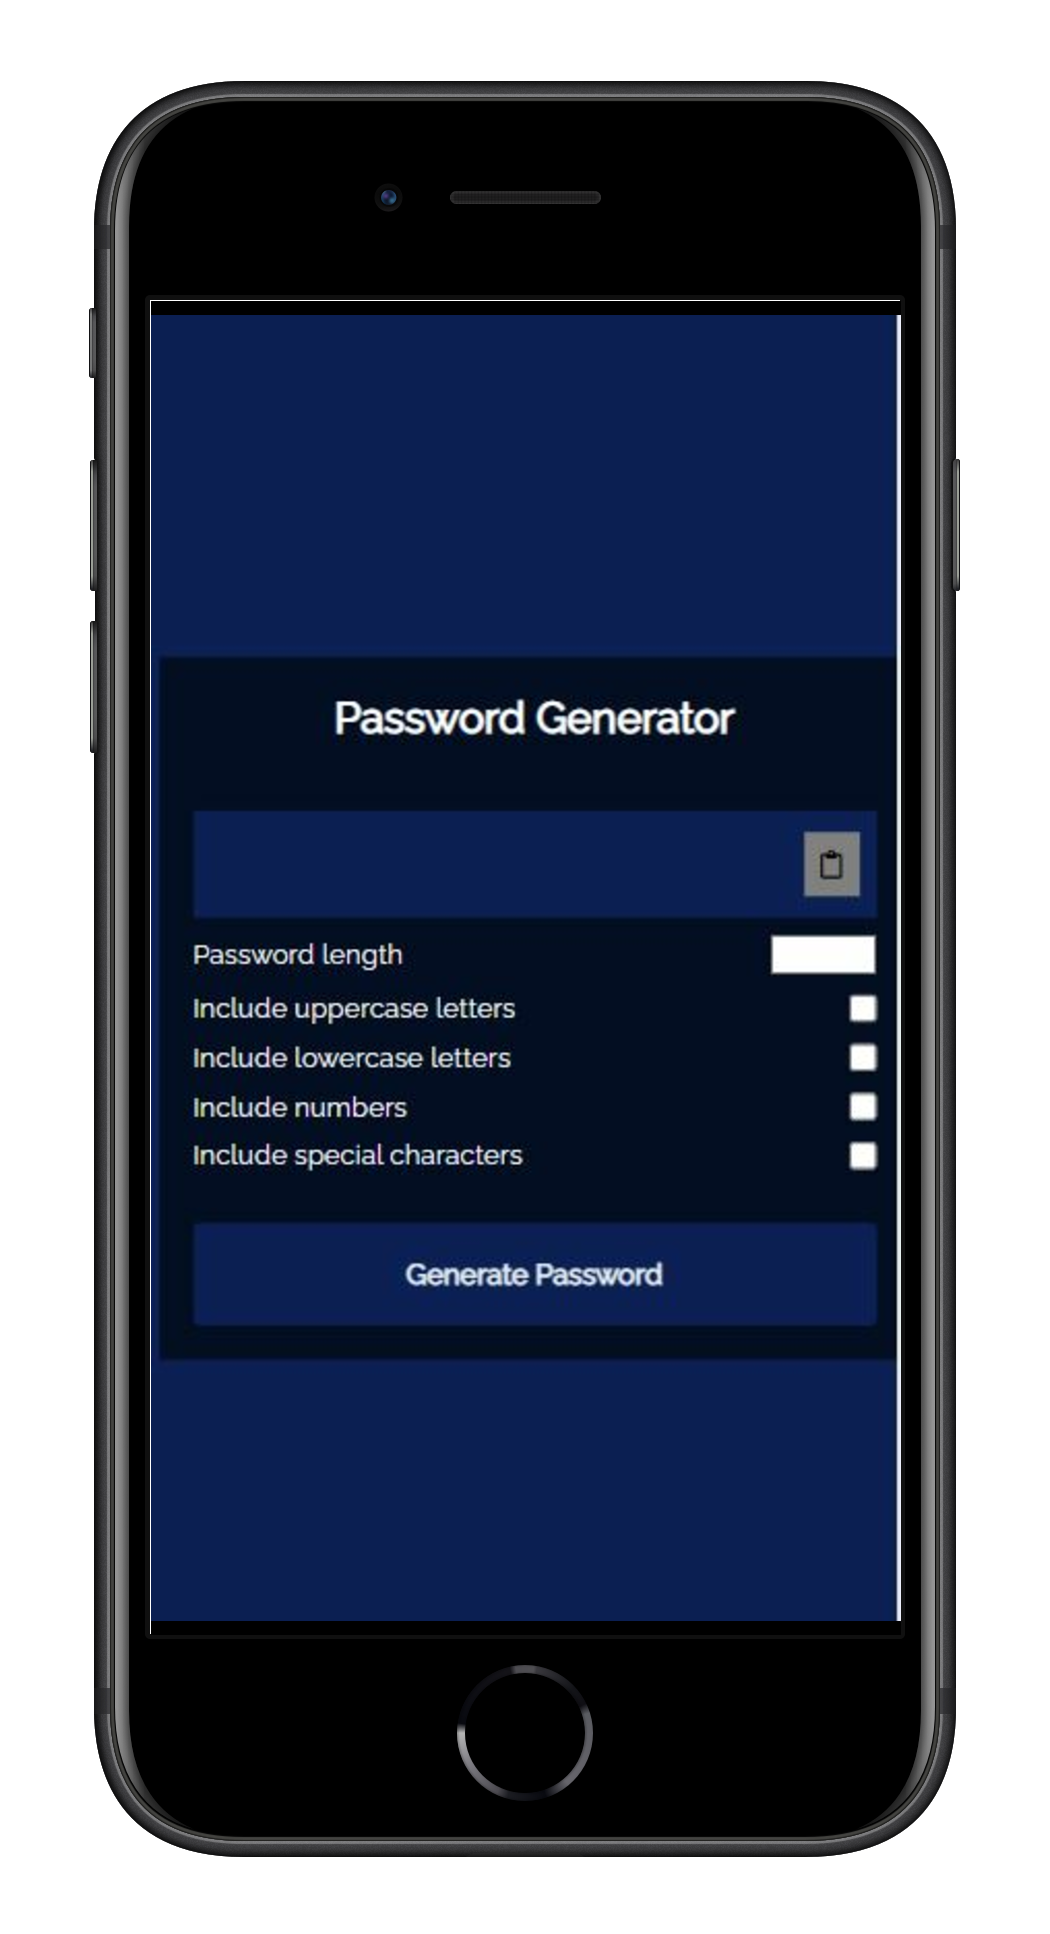 Password Generator
Password length
Include uppercase letters
Include lowercase letters
Include numbers
Include special characters
Generate Password